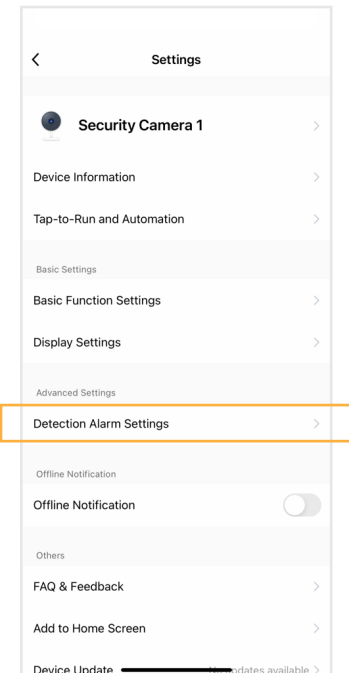 Settings
Security Camera 1
Device Information
Tap-to-Run and Automation
Basic Settings
Basic Function Settings
Display Settings
Advanced Settings
Detection Alarm Settings
Offline Notification
Offline Notification
Others
FAQ & Feedback
Add to Home Screen
Device Update No updates available